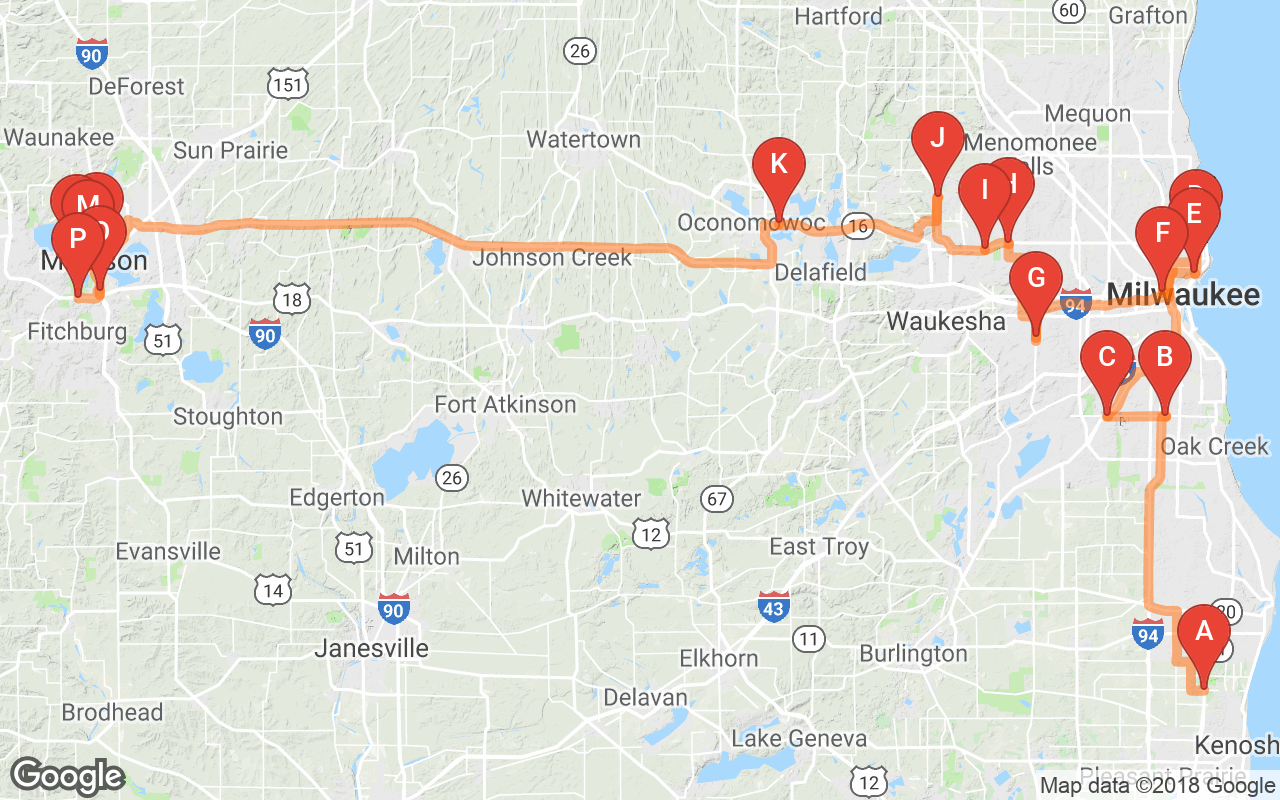 Hartford
60
Grafton
90
26
DeForest
151
Mequon
Waunakee
Watertown
J
Menomonee
Sun Prairie
K
I
H
M
E
Oconomowoc
16
F
P
Johnson Creek
Delafield
G
18
94
Milwaukee
Fitchburg
90
51
Waukesha
C
B
Stoughton
Fort Atkinson
Oak Creek
26
Edgerton
Whitewater
67
12
51
Evansville
Milton
East Troy
14
90
43
A
11
94
Janesville
Elkhorn
Burlington
Delavan
Brodhead
Lake Geneva
Kenosh
Google
12
Pleasant Prairie
Map data ©2018 Google